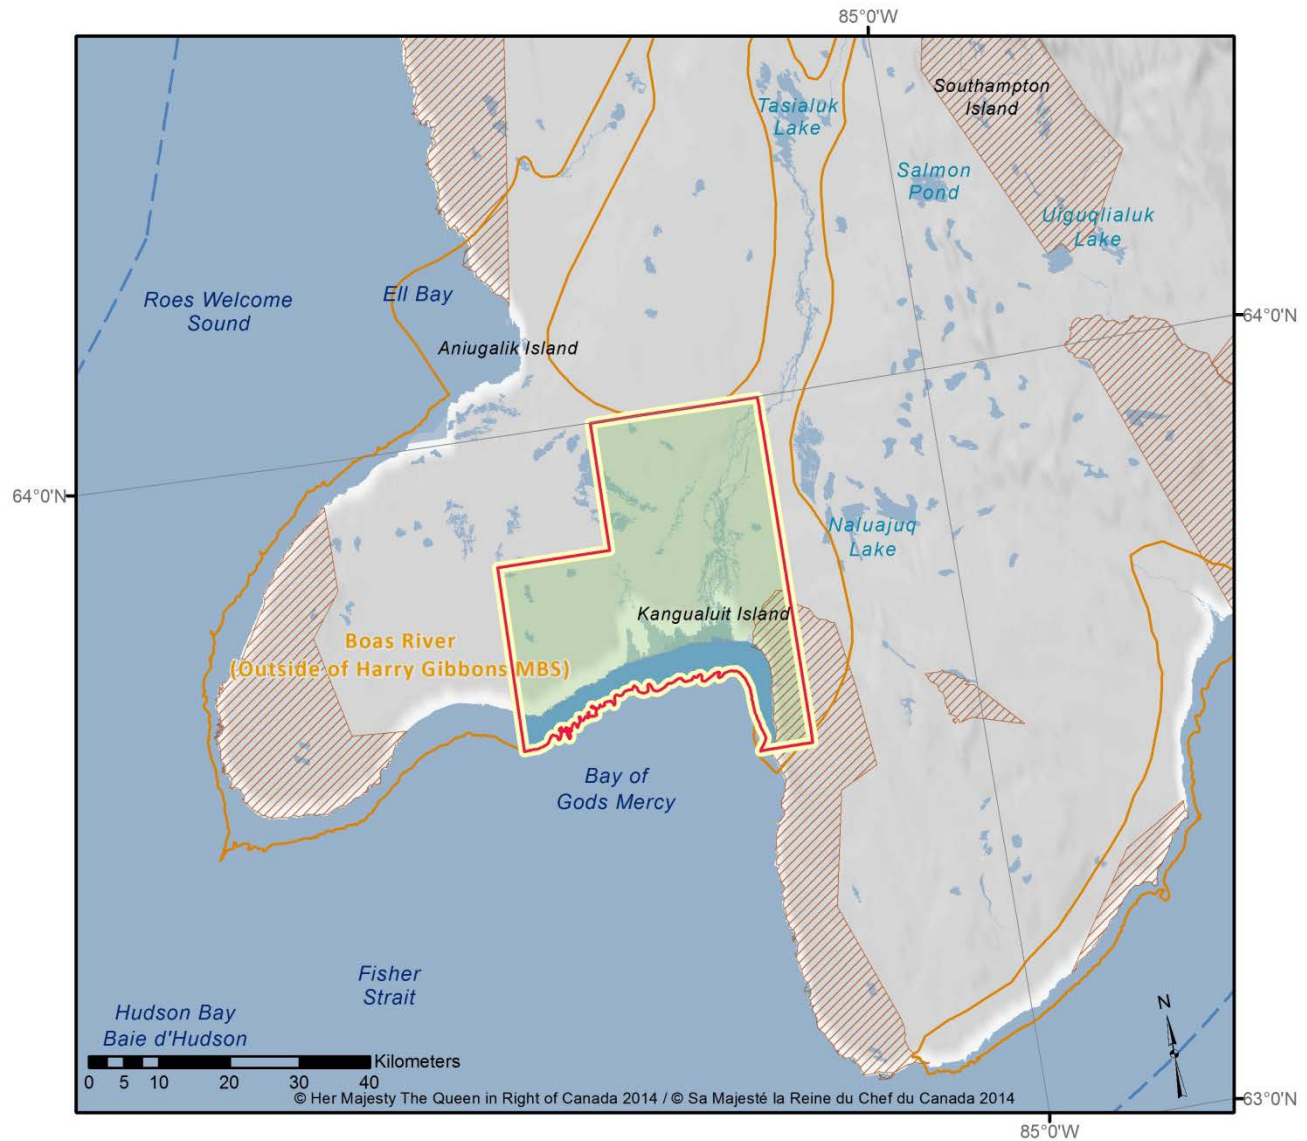 85°0'W
Southampton
Island
Tasialuk
Lake
Salmon
Pond
Uiguqlialuk
Lake
Roes Welcome
Sound
Ell Bay
64°0'N
Aniugalik Island
64°0'N
Naluajuq
Lake
Kangualuit Island
Boas River
(Outside of Harry Gibbons MBS)
Bay of
Gods Mercy
Fisher
Strait
Hudson Bay
Baie d'Hudson
N
Kilometers
0 5 10 20 30 40
© Her Majesty The Queen in Right of Canada 2014 / © Sa Majesté la Reine du Chef du Canada 2014
63°0'N
85°0'W